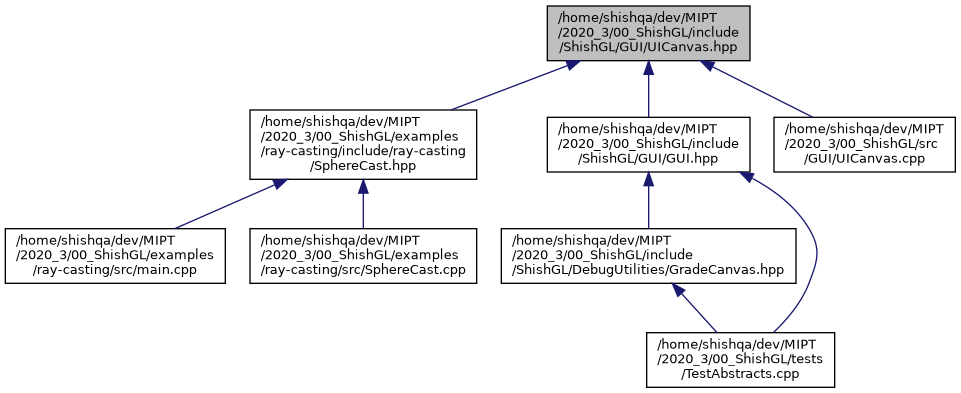 /home/shishqa/dev/MIPT
/2020_3/00_ShishGL/include
/ShishGL/GUI/UICanvas.hpp
/home/shishqa/dev/MIPT
/2020_3/00_ShishGL/examples
/ray-casting/include/ray-casting
/SphereCast.hpp
/home/shishqa/dev/MIPT
/2020_3/00_ShishGL/include
/ShishGL/GUI/GUI.hpp
/home/shishqa/dev/MIPT
/2020_3/00_ShishGL/src
/GUI/UICanvas.cpp
/home/shishqa/dev/MIPT
/2020_3/00_ShishGL/examples
/ray-casting/src/main.cpp
/home/shishqa/dev/MIPT
/2020_3/00_ShishGL/examples
/ray-casting/src/SphereCast.cpp
/home/shishqa/dev/MIPT
/2020_3/00_ShishGL/include
/ShishGL/DebugUtilities/GradeCanvas.hpp
/home/shishqa/dev/MIPT
/2020_3/00_ShishGL/tests
/TestAbstracts.cpp